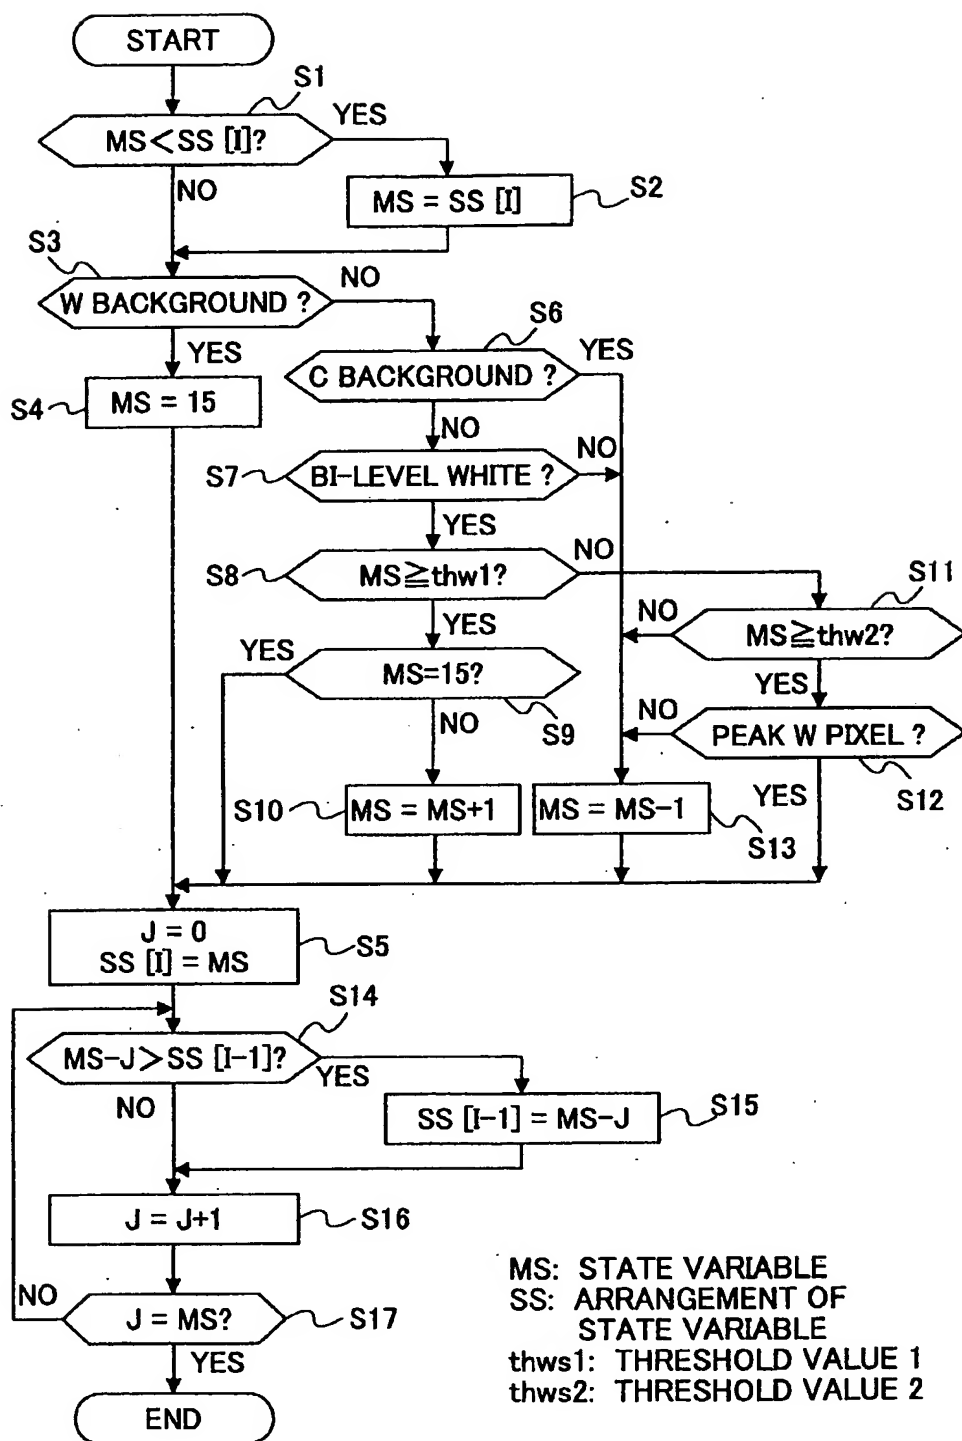 START
S1
MS<SS [I]?
YES
NO
MS = SS [I]
S2
S3
W BACKGROUND ?
NO
YES
S6
C BACKGROUND ?
YES
S4
MS = 15
NO
S7
BI-LEVEL WHITE ?
NO
YES
S8
MS≧thw1?
NO
YES
S11
MS≧thw2?
NO
YES
MS=15?
YES
S9
NO
PEAK W PIXEL ?
NO
S12
YES
S10
MS = MS+1
MS = MS-1
S13
J = 0
SS [I] = MS
S5
S14
MS-J>SS [I-1]?
YES
NO
SS [I-1] = MS-J
S15
J = J+1
S16
NO
J = MS?
S17
YES
END
MS: STATE VARIABLE
SS: ARRANGEMENT OF
STATE VARIABLE
thws1: THRESHOLD VALUE 1
thws2: THRESHOLD VALUE 2